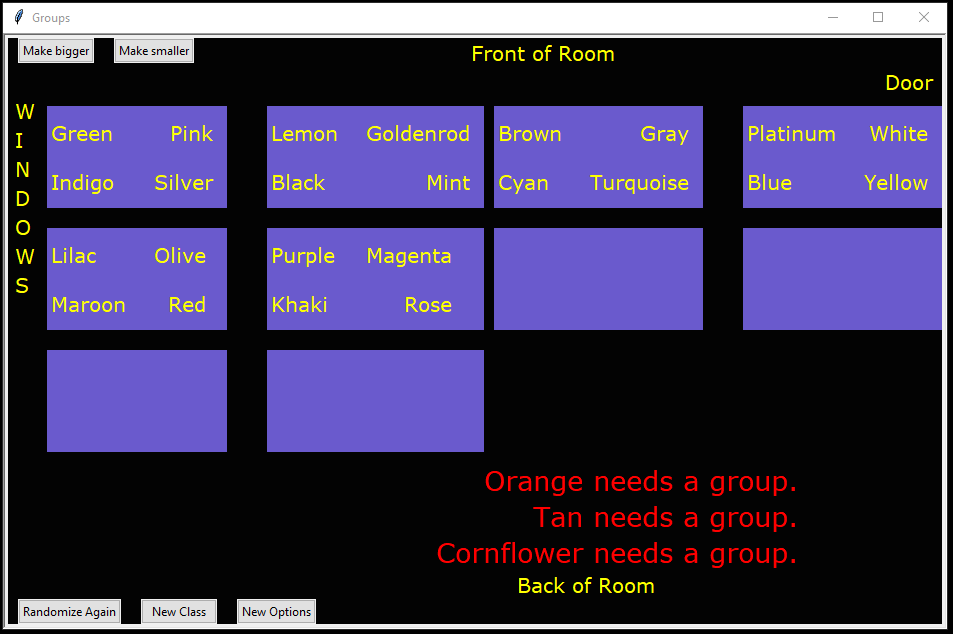 Groups
Make bigger Make smaller
Front of Room
Door
WINDOWS
Green Pink Lemon Goldenrod Brown Gray Platinum White
Indigo Silver Black Mint Cyan Turquoise Blue Yellow
Lilac Olive Purple Magenta
Maroon Red Khaki Rose
Orange needs a group.
Tan needs a group.
Cornflower needs a group.
Back of Room
Randomize Again New Class New Options